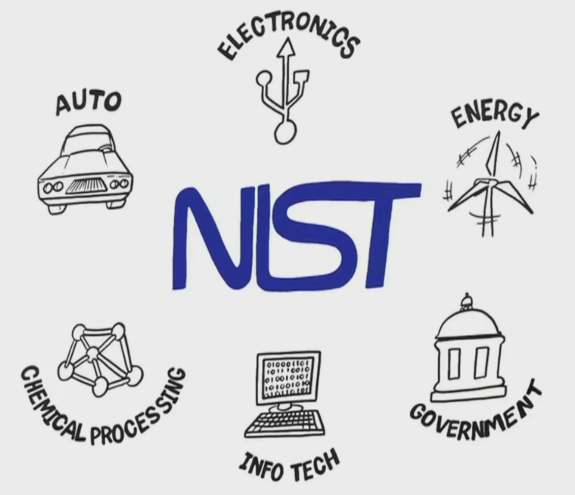 ELECTRONICS
AUTO
ENERGY
NIST
CHEMICAL PROCESSING
INFO TECH
GOVERNMENT